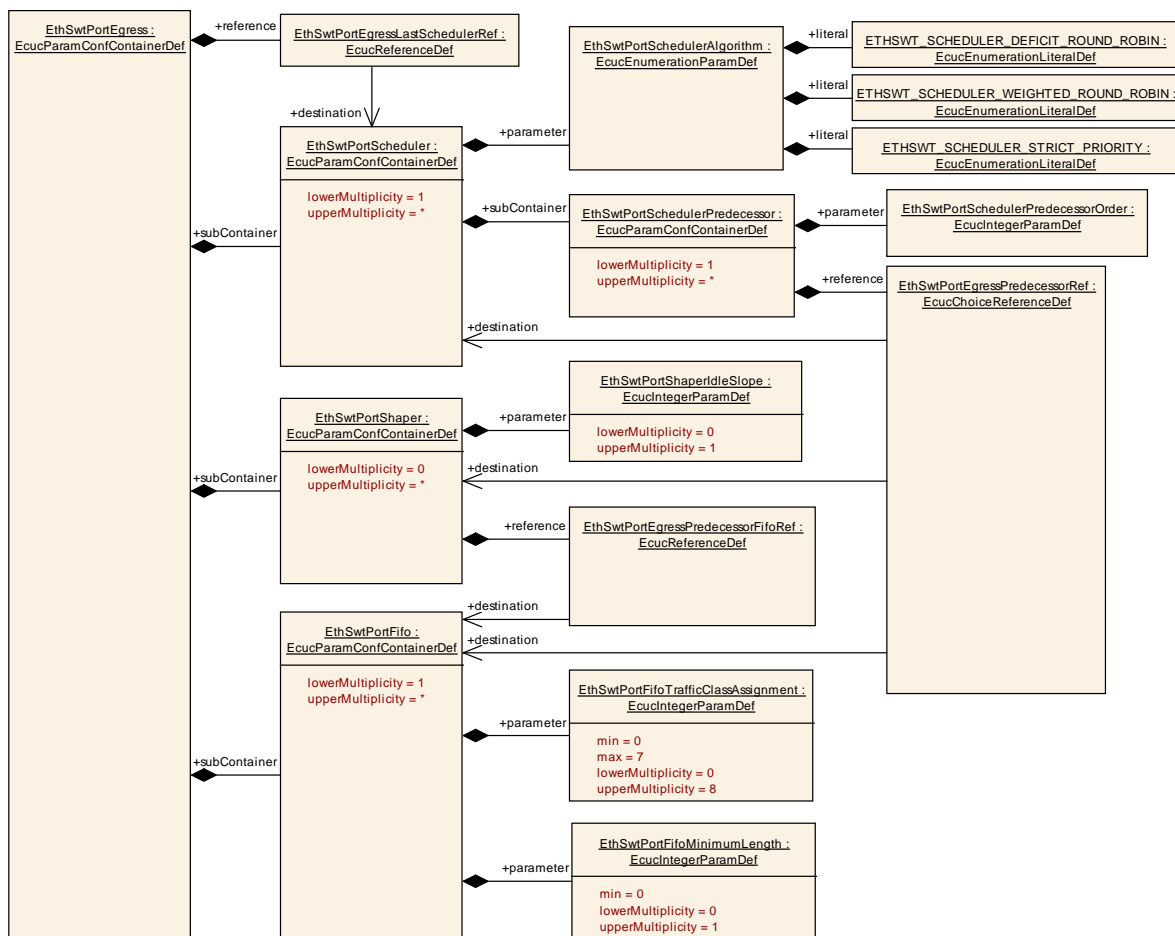 EthSwtPortEgress :
EcucParamConfContainerDef
+reference
EthSwtPortEgressLastSchedulerRef :
EcucReferenceDef
+destination
EthSwtPortScheduler :
EcucParamConfContainerDef
lowerMultiplicity = 1
upperMultiplicity = *
+subContainer
+parameter
EthSwtPortSchedulerAlgorithm :
EcucEnumerationParamDef
+literal
ETHSWT_SCHEDULER_DEFICIT_ROUND_ROBIN :
EcucEnumerationLiteralDef
+literal
ETHSWT_SCHEDULER_WEIGHTED_ROUND_ROBIN :
EcucEnumerationLiteralDef
+literal
ETHSWT_SCHEDULER_STRICT_PRIORITY :
EcucEnumerationLiteralDef
+subContainer
EthSwtPortSchedulerPredecessor :
EcucParamConfContainerDef
lowerMultiplicity = 1
upperMultiplicity = *
+parameter
EthSwtPortSchedulerPredecessorOrder :
EcucIntegerParamDef
+reference
EthSwtPortEgressPredecessorRef :
EcucChoiceReferenceDef
+destination
EthSwtPortShaper :
EcucParamConfContainerDef
lowerMultiplicity = 0
upperMultiplicity = *
+subContainer
+parameter
EthSwtPortShaperIdleSlope :
EcucIntegerParamDef
lowerMultiplicity = 0
upperMultiplicity = 1
+destination
+reference
EthSwtPortEgressPredecessorFifoRef :
EcucReferenceDef
+destination
+destination
EthSwtPortFifo :
EcucParamConfContainerDef
lowerMultiplicity = 1
upperMultiplicity = *
+subContainer
+parameter
EthSwtPortFifoTrafficClassAssignment :
EcucIntegerParamDef
min = 0
max = 7
lowerMultiplicity = 0
upperMultiplicity = 8
+parameter
EthSwtPortFifoMinimumLength :
EcucIntegerParamDef
min = 0
lowerMultiplicity = 0
upperMultiplicity = 1